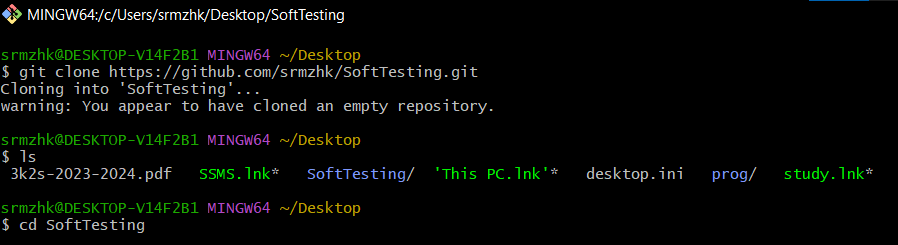 MINGW64:/c/Users/srmzhk/Desktop/SoftTesting
srmzhk@DESKTOP-V14F2B1 MINGW64 ~/Desktop
$ git clone https://github.com/srmzhk/SoftTesting.git
Cloning into 'SoftTesting'...
warning: You appear to have cloned an empty repository.
srmzhk@DESKTOP-V14F2B1 MINGW64 ~/Desktop
$ ls
3k2s-2023-2024.pdf   SSMS.lnk*   SoftTesting/  'This PC.lnk'*   desktop.ini   prog/   study.lnk*
srmzhk@DESKTOP-V14F2B1 MINGW64 ~/Desktop
$ cd SoftTesting